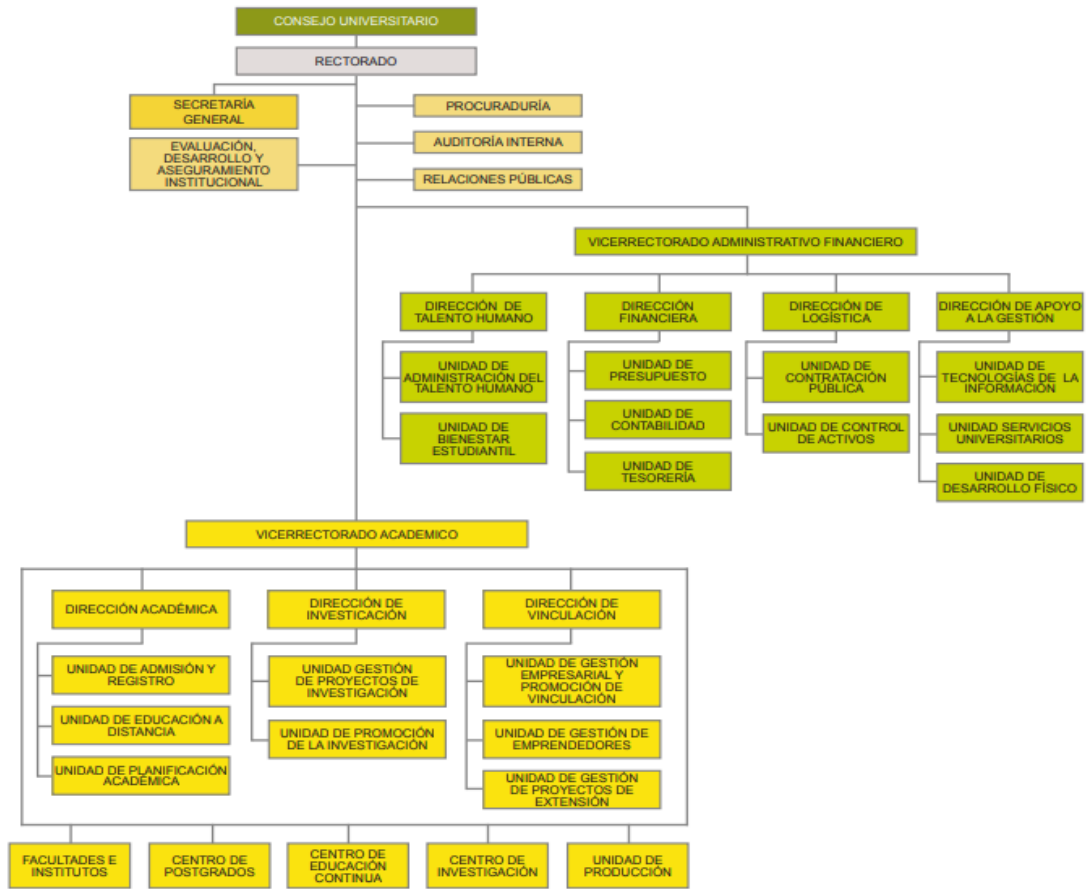 CONSEJO UNIVERSITARIO
RECTORADO
SECRETARÍA
GENERAL
PROCURADURÍA
EVALUACIÓN,
DESARROLLO Y
ASEGURAMIENTO
INSTITUCIONAL
AUDITORÍA INTERNA
RELACIONES PÚBLICAS
VICERRECTORADO ADMINISTRATIVO FINANCIERO
DIRECCIÓN DE
TALENTO HUMANO
UNIDAD DE
ADMINISTRACIÓN DEL
TALENTO HUMANO
UNIDAD DE
BIENESTAR
ESTUDIANTIL
DIRECCIÓN
FINANCIERA
UNIDAD DE
PRESUPUESTO
UNIDAD DE
CONTABILIDAD
UNIDAD DE
TESORERÍA
DIRECCIÓN DE
LOGÍSTICA
UNIDAD DE
CONTRATACIÓN
PÚBLICA
UNIDAD DE CONTROL
DE ACTIVOS
DIRECCIÓN DE APOYO
A LA GESTIÓN
UNIDAD DE
TECNOLOGÍAS DE LA
INFORMACIÓN
UNIDAD SERVICIOS
UNIVERSITARIOS
UNIDAD DE
DESARROLLO FÍSICO
VICERRECTORADO ACADEMICO
DIRECCIÓN ACADÉMICA
UNIDAD DE ADMISIÓN Y
REGISTRO
UNIDAD DE EDUCACIÓN A
DISTANCIA
UNIDAD DE PLANIFICACIÓN
ACADÉMICA
DIRECCIÓN DE
INVESTICACIÓN
UNIDAD GESTIÓN
DE PROYECTOS DE
INVESTIGACIÓN
UNIDAD DE PROMOCIÓN
DE LA INVESTIGACIÓN
DIRECCIÓN DE
VINCULACIÓN
UNIDAD DE GESTIÓN
EMPRESARIAL Y
PROMOCIÓN DE
VINCULACIÓN
UNIDAD DE GESTIÓN DE
EMPRENDEDORES
UNIDAD DE GESTIÓN
DE PROYECTOS DE
EXTENSIÓN
FACULTADES E
INSTITUTOS
CENTRO DE
POSTGRADOS
CENTRO DE
EDUCACIÓN
CONTINUA
CENTRO DE
INVESTIGACIÓN
UNIDAD DE
PRODUCCIÓN